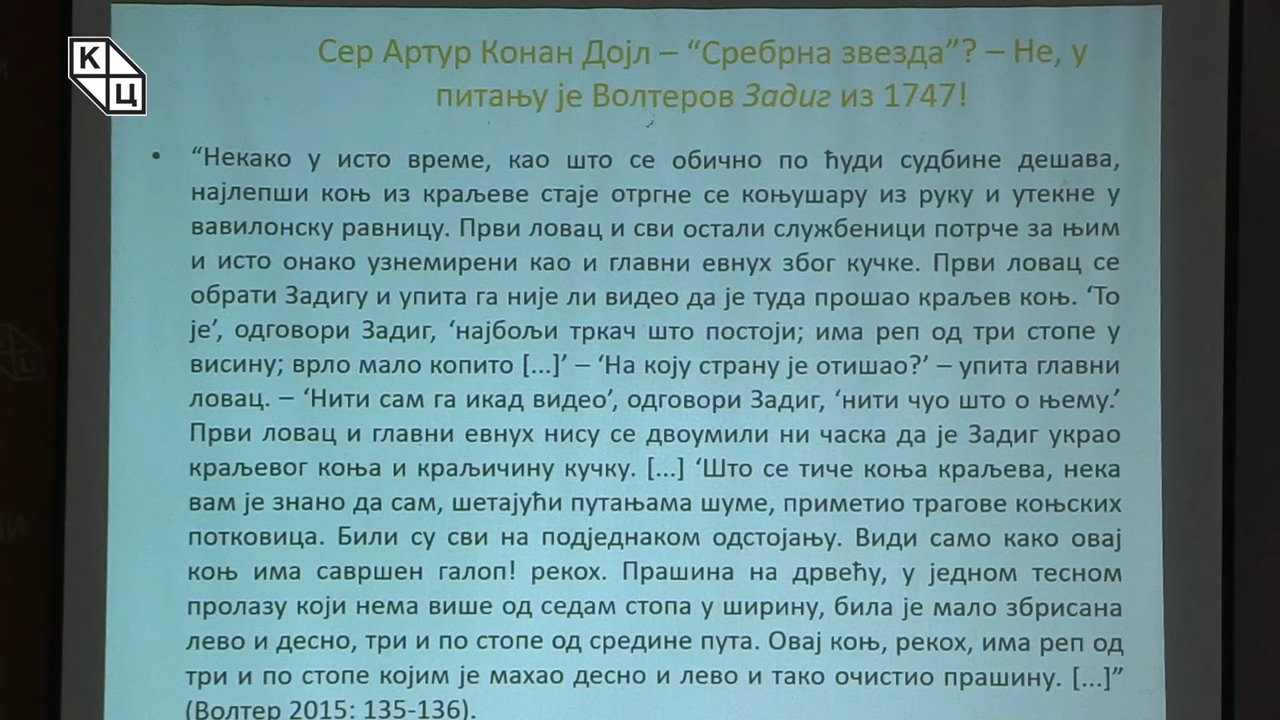 К
Ц
Сер Артур Конан Дојл – “Сребрна звезда”? – Не, у
питању је Волтеров Задиг из 1747!
• “Некако у исто време, као што се обично по ћуди судбине дешава,
најлепши коњ из краљеве стаје отргне се коњушару из руку и утекне у
вавилонску равницу. Први ловац и сви остали службеници потрче за њим
и исто онако узнемирени као и главни евнух због кучке. Први ловац се
обрати Задигу и упита га није ли видео да је туда прошао краљев коњ. ‘То
је’, одговори Задиг, ‘најбољи тркач што постоји; има реп од три стопе у
висину; врло мало копито [...]’ – ‘На коју страну је отишао?’ – упита главни
ловац. – ‘Нити сам га икад видео’, одговори Задиг, ‘нити чуо што о њему.’
Први ловац и главни евнух нису се двоумили ни часка да је Задиг украо
краљевог коња и краљичину кучку. [...] ‘Што се тиче коња краљева, нека
вам је знано да сам, шетајући путањама шуме, приметио трагове коњских
потковица. Били су сви на подједнаком одстојању. Види само како овај
коњ има савршен галоп! рекох. Прашина на дрвећу, у једном тесном
пролазу који нема више од седам стопа у ширину, била је мало збрисана
лево и десно, три и по стопе од средине пута. Овај коњ, рекох, има реп од
три и по стопе којим је махао десно и лево и тако очистио прашину. [...]”
(Волтер 2015: 135-136).